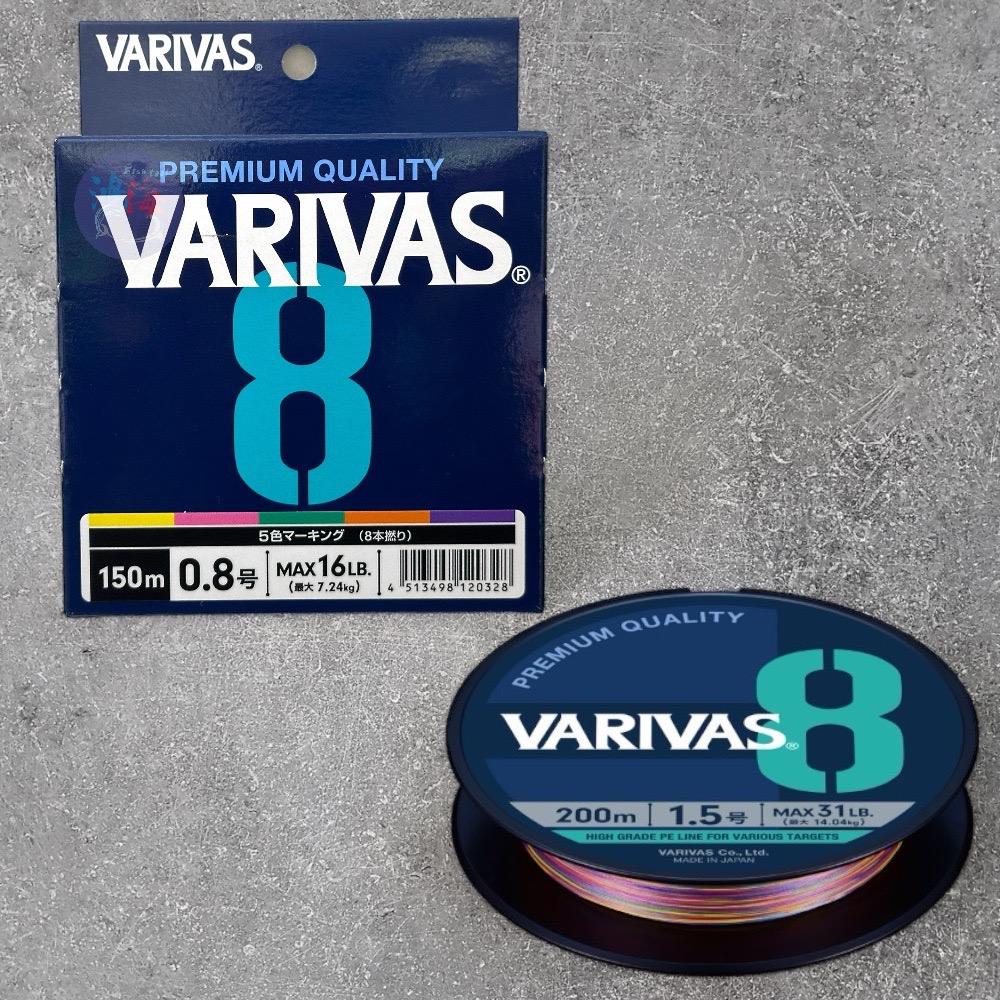 VARIVAS®
PREMIUM QUALITY
VARIVAS®
8
5色マーキング (8本撚り)
150m 0.8号 MAX16LB. (最大 7.24kg)
4 513498 120328
PREMIUM QUALITY
VARIVAS® 8
200m 1.5号 MAX31LB. (最大 14.04kg)
HIGH GRADE PE LINE FOR VARIOUS TARGETS
VARIVAS Co., Ltd.
MADE IN JAPAN